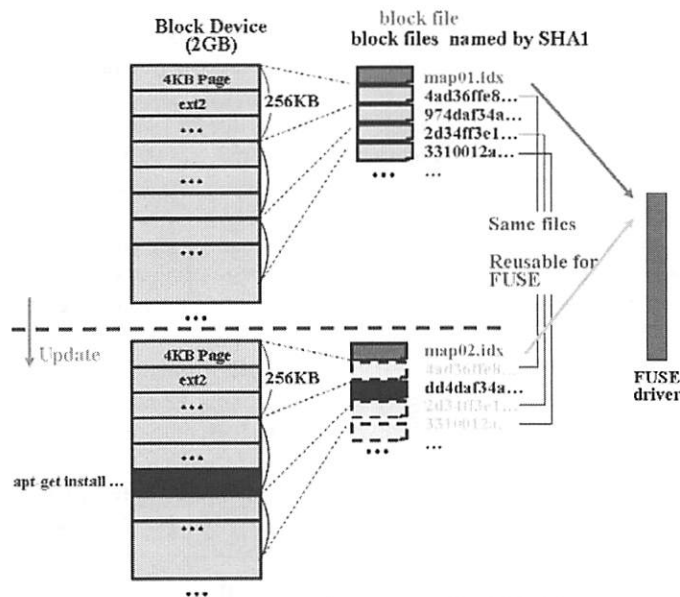 block file
Block Device
(2GB)
block files named by SHA1
4KB Page
ext2
...
...
...
...
256KB
map01.idx
4ad36ffe8...
974daf34a...
2d34ff3e1...
3310012a...
... ...
Same files
Reusable for
FUSE
FUSE
driver
Update
4KB Page
ext2
...
...
...
...
256KB
map02.idx
4ad36ffe8...
dd4daf34a...
2d34ff3e1...
3310012a...
... ...
apt-get install ...